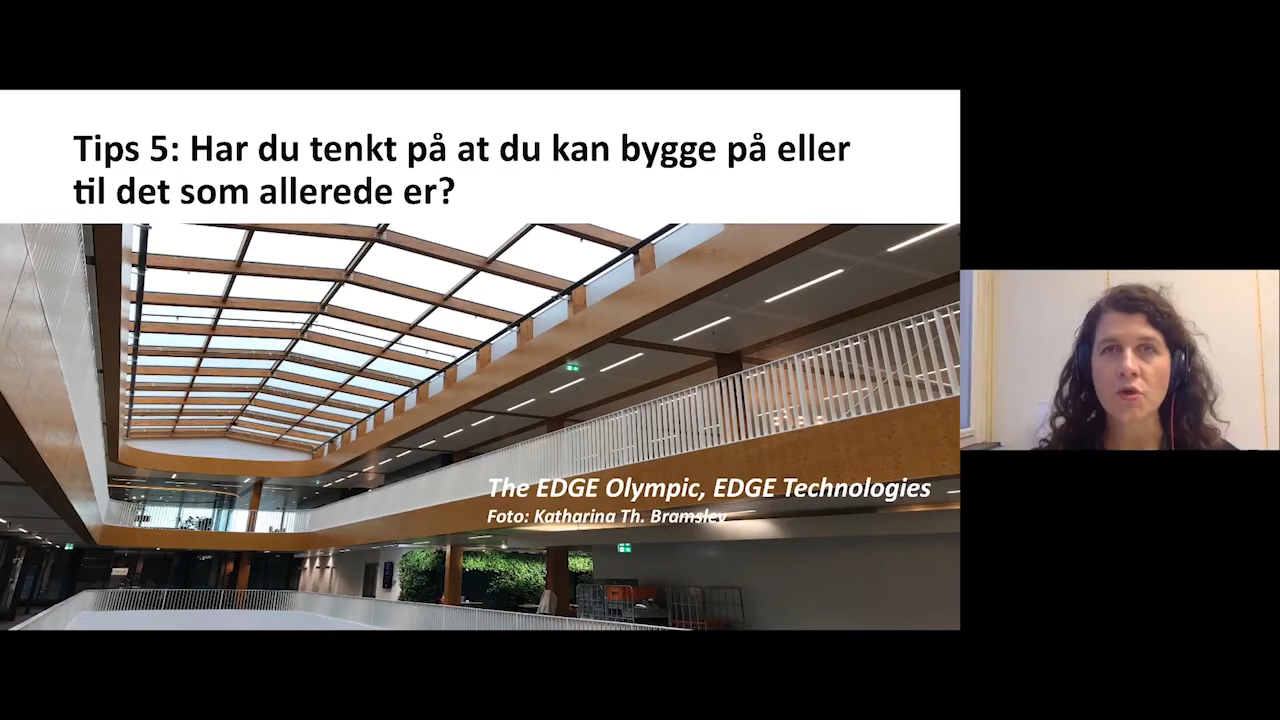 Tips 5: Har du tenkt på at du kan bygge på eller
til det som allerede er?
The EDGE Olympic, EDGE Technologies
Foto: Katharina Th. Bramslev